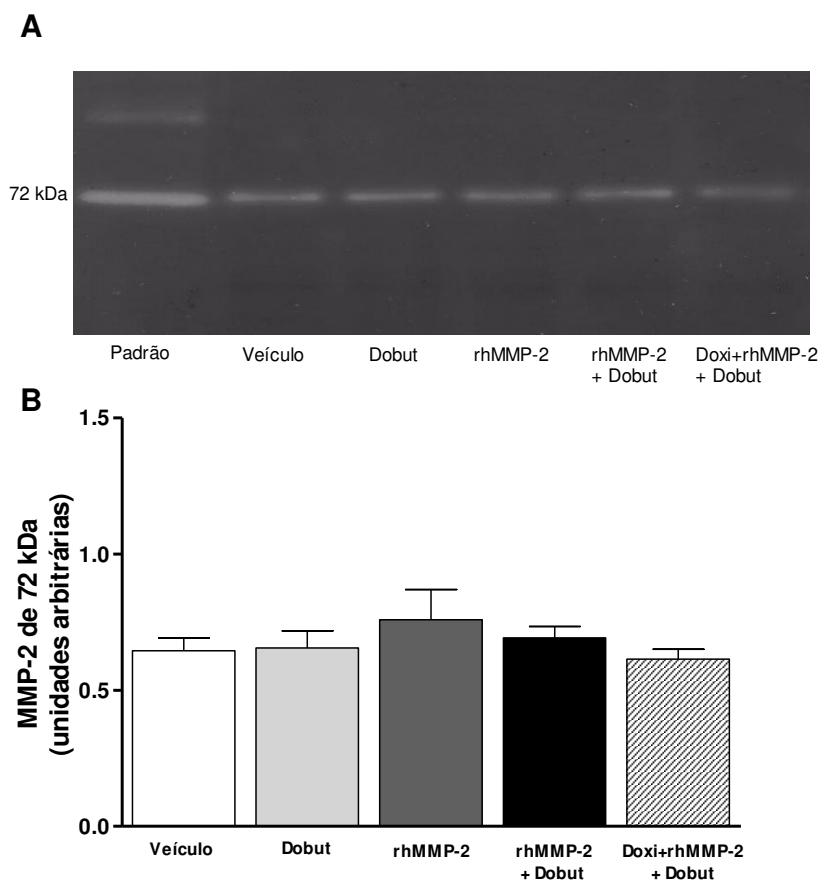 A
72 kDa
Padrão
Veículo
Dobut
rhMMP-2
rhMMP-2
+ Dobut
Doxi+rhMMP-2
+ Dobut
B
MMP-2 de 72 kDa
(unidades arbitrárias)
1.5
1.0
0.5
0.0
Veículo
Dobut
rhMMP-2
rhMMP-2
+ Dobut
Doxi+rhMMP-2
+ Dobut